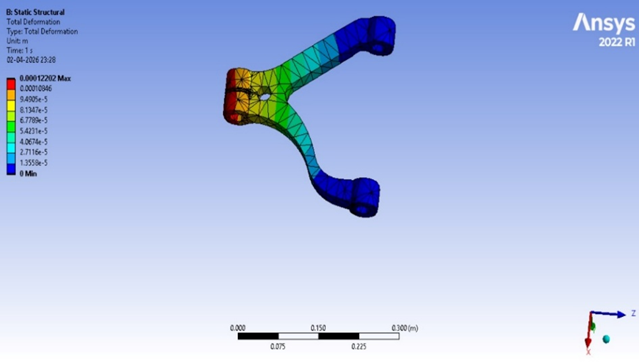 B: Static Structural
Total Deformation
Type: Total Deformation
Unit: m
Time: 1 s
02-04-2026 23:28
0.00012202 Max
0.00010846
9.4905e-5
8.1347e-5
6.7789e-5
5.4231e-5
4.0674e-5
2.7116e-5
1.3558e-5
0 Min
Ansys
2022 R1
0.000
0.150
0.300 (m)
0.075
0.225
Z
X